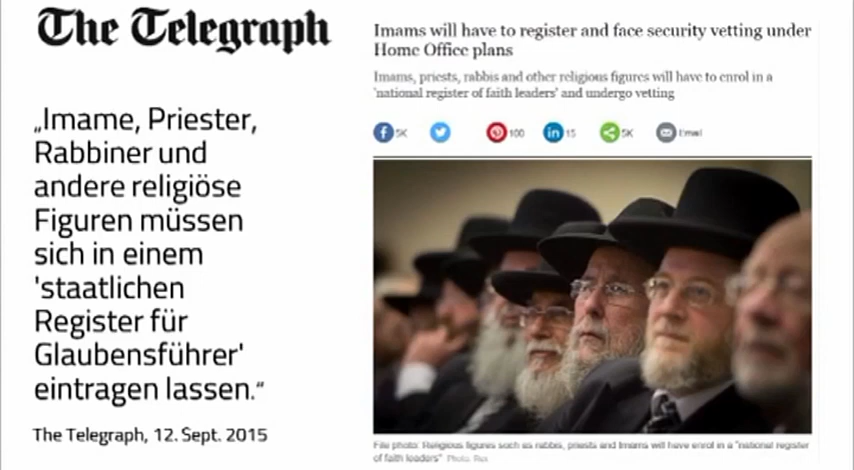 The Telegraph
„Imame, Priester,
Rabbiner und
andere religiöse
Figuren müssen
sich in einem
'staatlichen
Register für
Glaubensführer'
eintragen lassen.“
The Telegraph, 12. Sept. 2015
Imams will have to register and face security vetting under
Home Office plans
Imams, priests, rabbis and other religious figures will have to enrol in a
'national register of faith leaders' and undergo vetting
5K 100 15 5K Email
File photo: Religious figures such as rabbis, priests and Imams will have enrol in a "national register
of faith leaders" Photo: Rex